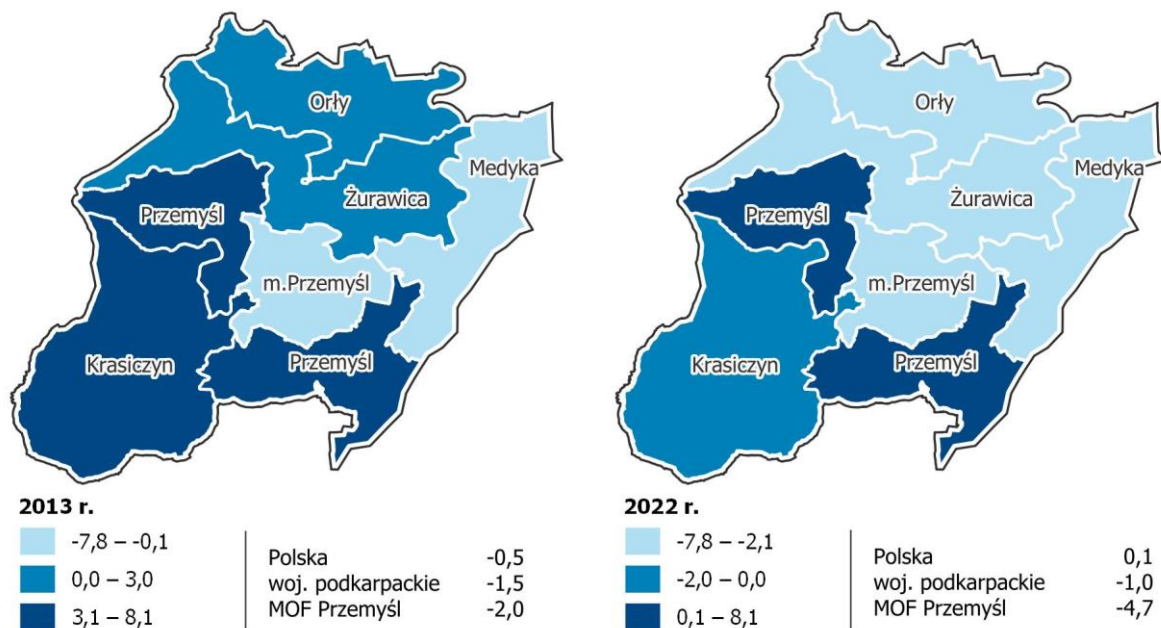 Orły
Medyka
Żurawica
Przemyśl
m.Przemyśl
Krasiczyn
Przemyśl
2013 r.
-7,8 – -0,1
0,0 – 3,0
3,1 – 8,1
Polska -0,5
woj. podkarpackie -1,5
MOF Przemyśl -2,0
Orły
Medyka
Żurawica
Przemyśl
m.Przemyśl
Krasiczyn
Przemyśl
2022 r.
-7,8 – -2,1
-2,0 – 0,0
0,1 – 8,1
Polska 0,1
woj. podkarpackie -1,0
MOF Przemyśl -4,7